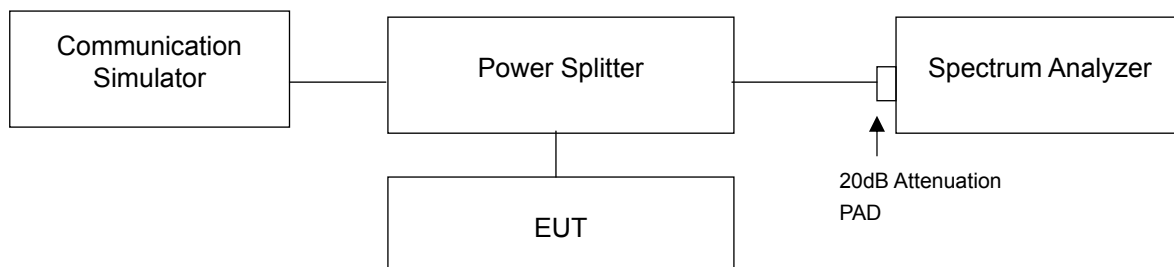 Communication
Simulator
Power Splitter
Spectrum Analyzer
20dB Attenuation
PAD
EUT